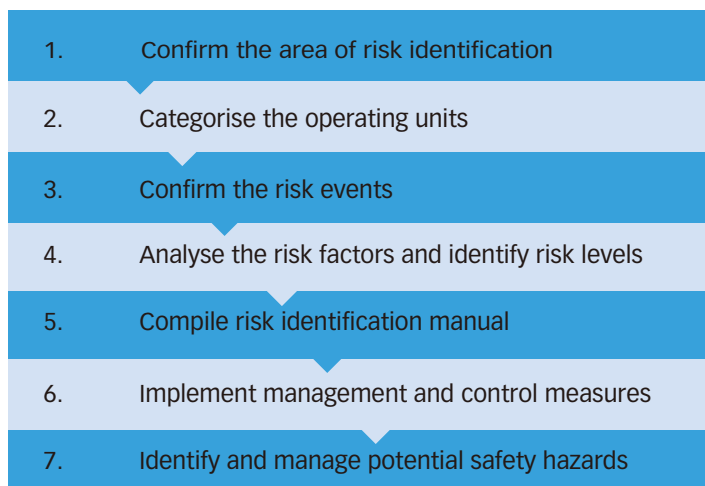 1. Confirm the area of risk identification
2. Categorise the operating units
3. Confirm the risk events
4. Analyse the risk factors and identify risk levels
5. Compile risk identification manual
6. Implement management and control measures
7. Identify and manage potential safety hazards